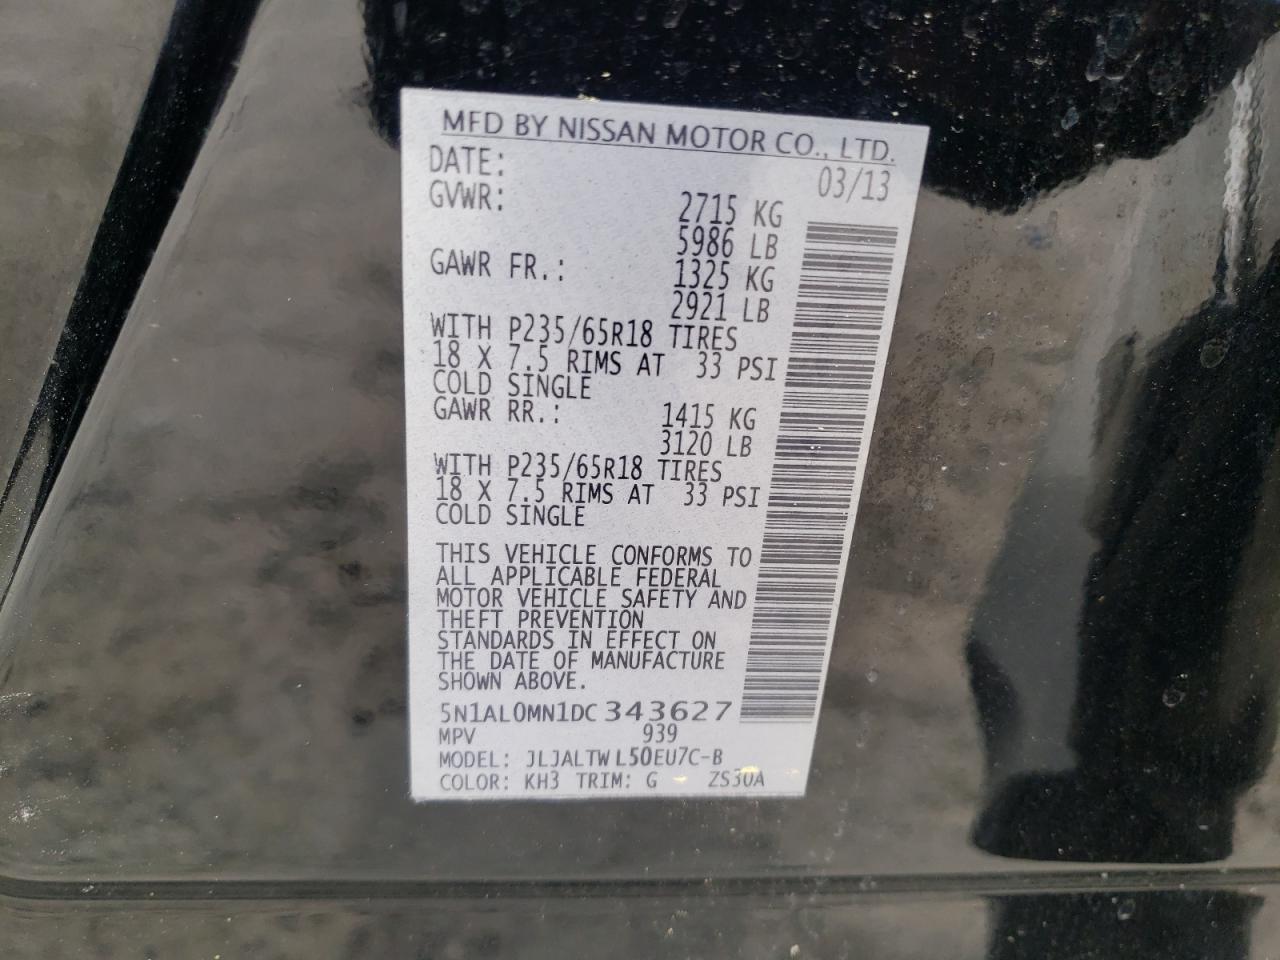 MFD BY NISSAN MOTOR CO., LTD.
DATE: 03/13
GVWR: 2715 KG
5986 LB
GAWR FR.: 1325 KG
2921 LB
WITH P235/65R18 TIRES
18 X 7.5 RIMS AT 33 PSI
COLD SINGLE
GAWR RR.: 1415 KG
3120 LB
WITH P235/65R18 TIRES
18 X 7.5 RIMS AT 33 PSI
COLD SINGLE
THIS VEHICLE CONFORMS TO
ALL APPLICABLE FEDERAL
MOTOR VEHICLE SAFETY AND
THEFT PREVENTION
STANDARDS IN EFFECT ON
THE DATE OF MANUFACTURE
SHOWN ABOVE.
5N1AL0MN1DC343627
MPV 939
MODEL: JLJALTWL50EU7C-B
COLOR: KH3 TRIM: G ZS30A